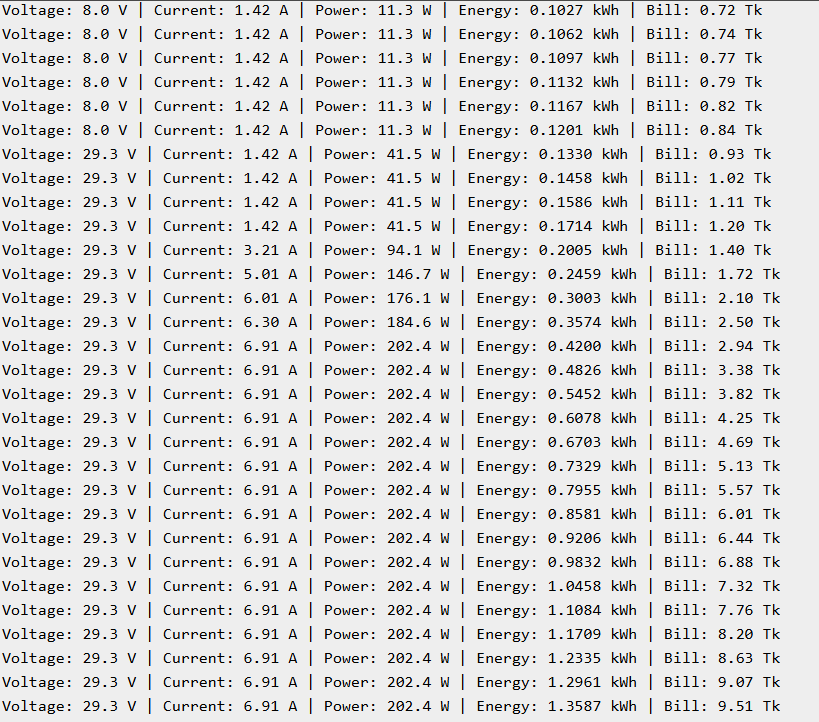 Voltage: 8.0 V | Current: 1.42 A | Power: 11.3 W | Energy: 0.1027 kWh | Bill: 0.72 Tk
Voltage: 8.0 V | Current: 1.42 A | Power: 11.3 W | Energy: 0.1062 kWh | Bill: 0.74 Tk
Voltage: 8.0 V | Current: 1.42 A | Power: 11.3 W | Energy: 0.1097 kWh | Bill: 0.77 Tk
Voltage: 8.0 V | Current: 1.42 A | Power: 11.3 W | Energy: 0.1132 kWh | Bill: 0.79 Tk
Voltage: 8.0 V | Current: 1.42 A | Power: 11.3 W | Energy: 0.1167 kWh | Bill: 0.82 Tk
Voltage: 8.0 V | Current: 1.42 A | Power: 11.3 W | Energy: 0.1201 kWh | Bill: 0.84 Tk
Voltage: 29.3 V | Current: 1.42 A | Power: 41.5 W | Energy: 0.1330 kWh | Bill: 0.93 Tk
Voltage: 29.3 V | Current: 1.42 A | Power: 41.5 W | Energy: 0.1458 kWh | Bill: 1.02 Tk
Voltage: 29.3 V | Current: 1.42 A | Power: 41.5 W | Energy: 0.1586 kWh | Bill: 1.11 Tk
Voltage: 29.3 V | Current: 1.42 A | Power: 41.5 W | Energy: 0.1714 kWh | Bill: 1.20 Tk
Voltage: 29.3 V | Current: 3.21 A | Power: 94.1 W | Energy: 0.2005 kWh | Bill: 1.40 Tk
Voltage: 29.3 V | Current: 5.01 A | Power: 146.7 W | Energy: 0.2459 kWh | Bill: 1.72 Tk
Voltage: 29.3 V | Current: 6.01 A | Power: 176.1 W | Energy: 0.3003 kWh | Bill: 2.10 Tk
Voltage: 29.3 V | Current: 6.30 A | Power: 184.6 W | Energy: 0.3574 kWh | Bill: 2.50 Tk
Voltage: 29.3 V | Current: 6.91 A | Power: 202.4 W | Energy: 0.4200 kWh | Bill: 2.94 Tk
Voltage: 29.3 V | Current: 6.91 A | Power: 202.4 W | Energy: 0.4826 kWh | Bill: 3.38 Tk
Voltage: 29.3 V | Current: 6.91 A | Power: 202.4 W | Energy: 0.5452 kWh | Bill: 3.82 Tk
Voltage: 29.3 V | Current: 6.91 A | Power: 202.4 W | Energy: 0.6078 kWh | Bill: 4.25 Tk
Voltage: 29.3 V | Current: 6.91 A | Power: 202.4 W | Energy: 0.6703 kWh | Bill: 4.69 Tk
Voltage: 29.3 V | Current: 6.91 A | Power: 202.4 W | Energy: 0.7329 kWh | Bill: 5.13 Tk
Voltage: 29.3 V | Current: 6.91 A | Power: 202.4 W | Energy: 0.7955 kWh | Bill: 5.57 Tk
Voltage: 29.3 V | Current: 6.91 A | Power: 202.4 W | Energy: 0.8581 kWh | Bill: 6.01 Tk
Voltage: 29.3 V | Current: 6.91 A | Power: 202.4 W | Energy: 0.9206 kWh | Bill: 6.44 Tk
Voltage: 29.3 V | Current: 6.91 A | Power: 202.4 W | Energy: 0.9832 kWh | Bill: 6.88 Tk
Voltage: 29.3 V | Current: 6.91 A | Power: 202.4 W | Energy: 1.0458 kWh | Bill: 7.32 Tk
Voltage: 29.3 V | Current: 6.91 A | Power: 202.4 W | Energy: 1.1084 kWh | Bill: 7.76 Tk
Voltage: 29.3 V | Current: 6.91 A | Power: 202.4 W | Energy: 1.1709 kWh | Bill: 8.20 Tk
Voltage: 29.3 V | Current: 6.91 A | Power: 202.4 W | Energy: 1.2335 kWh | Bill: 8.63 Tk
Voltage: 29.3 V | Current: 6.91 A | Power: 202.4 W | Energy: 1.2961 kWh | Bill: 9.07 Tk
Voltage: 29.3 V | Current: 6.91 A | Power: 202.4 W | Energy: 1.3587 kWh | Bill: 9.51 Tk